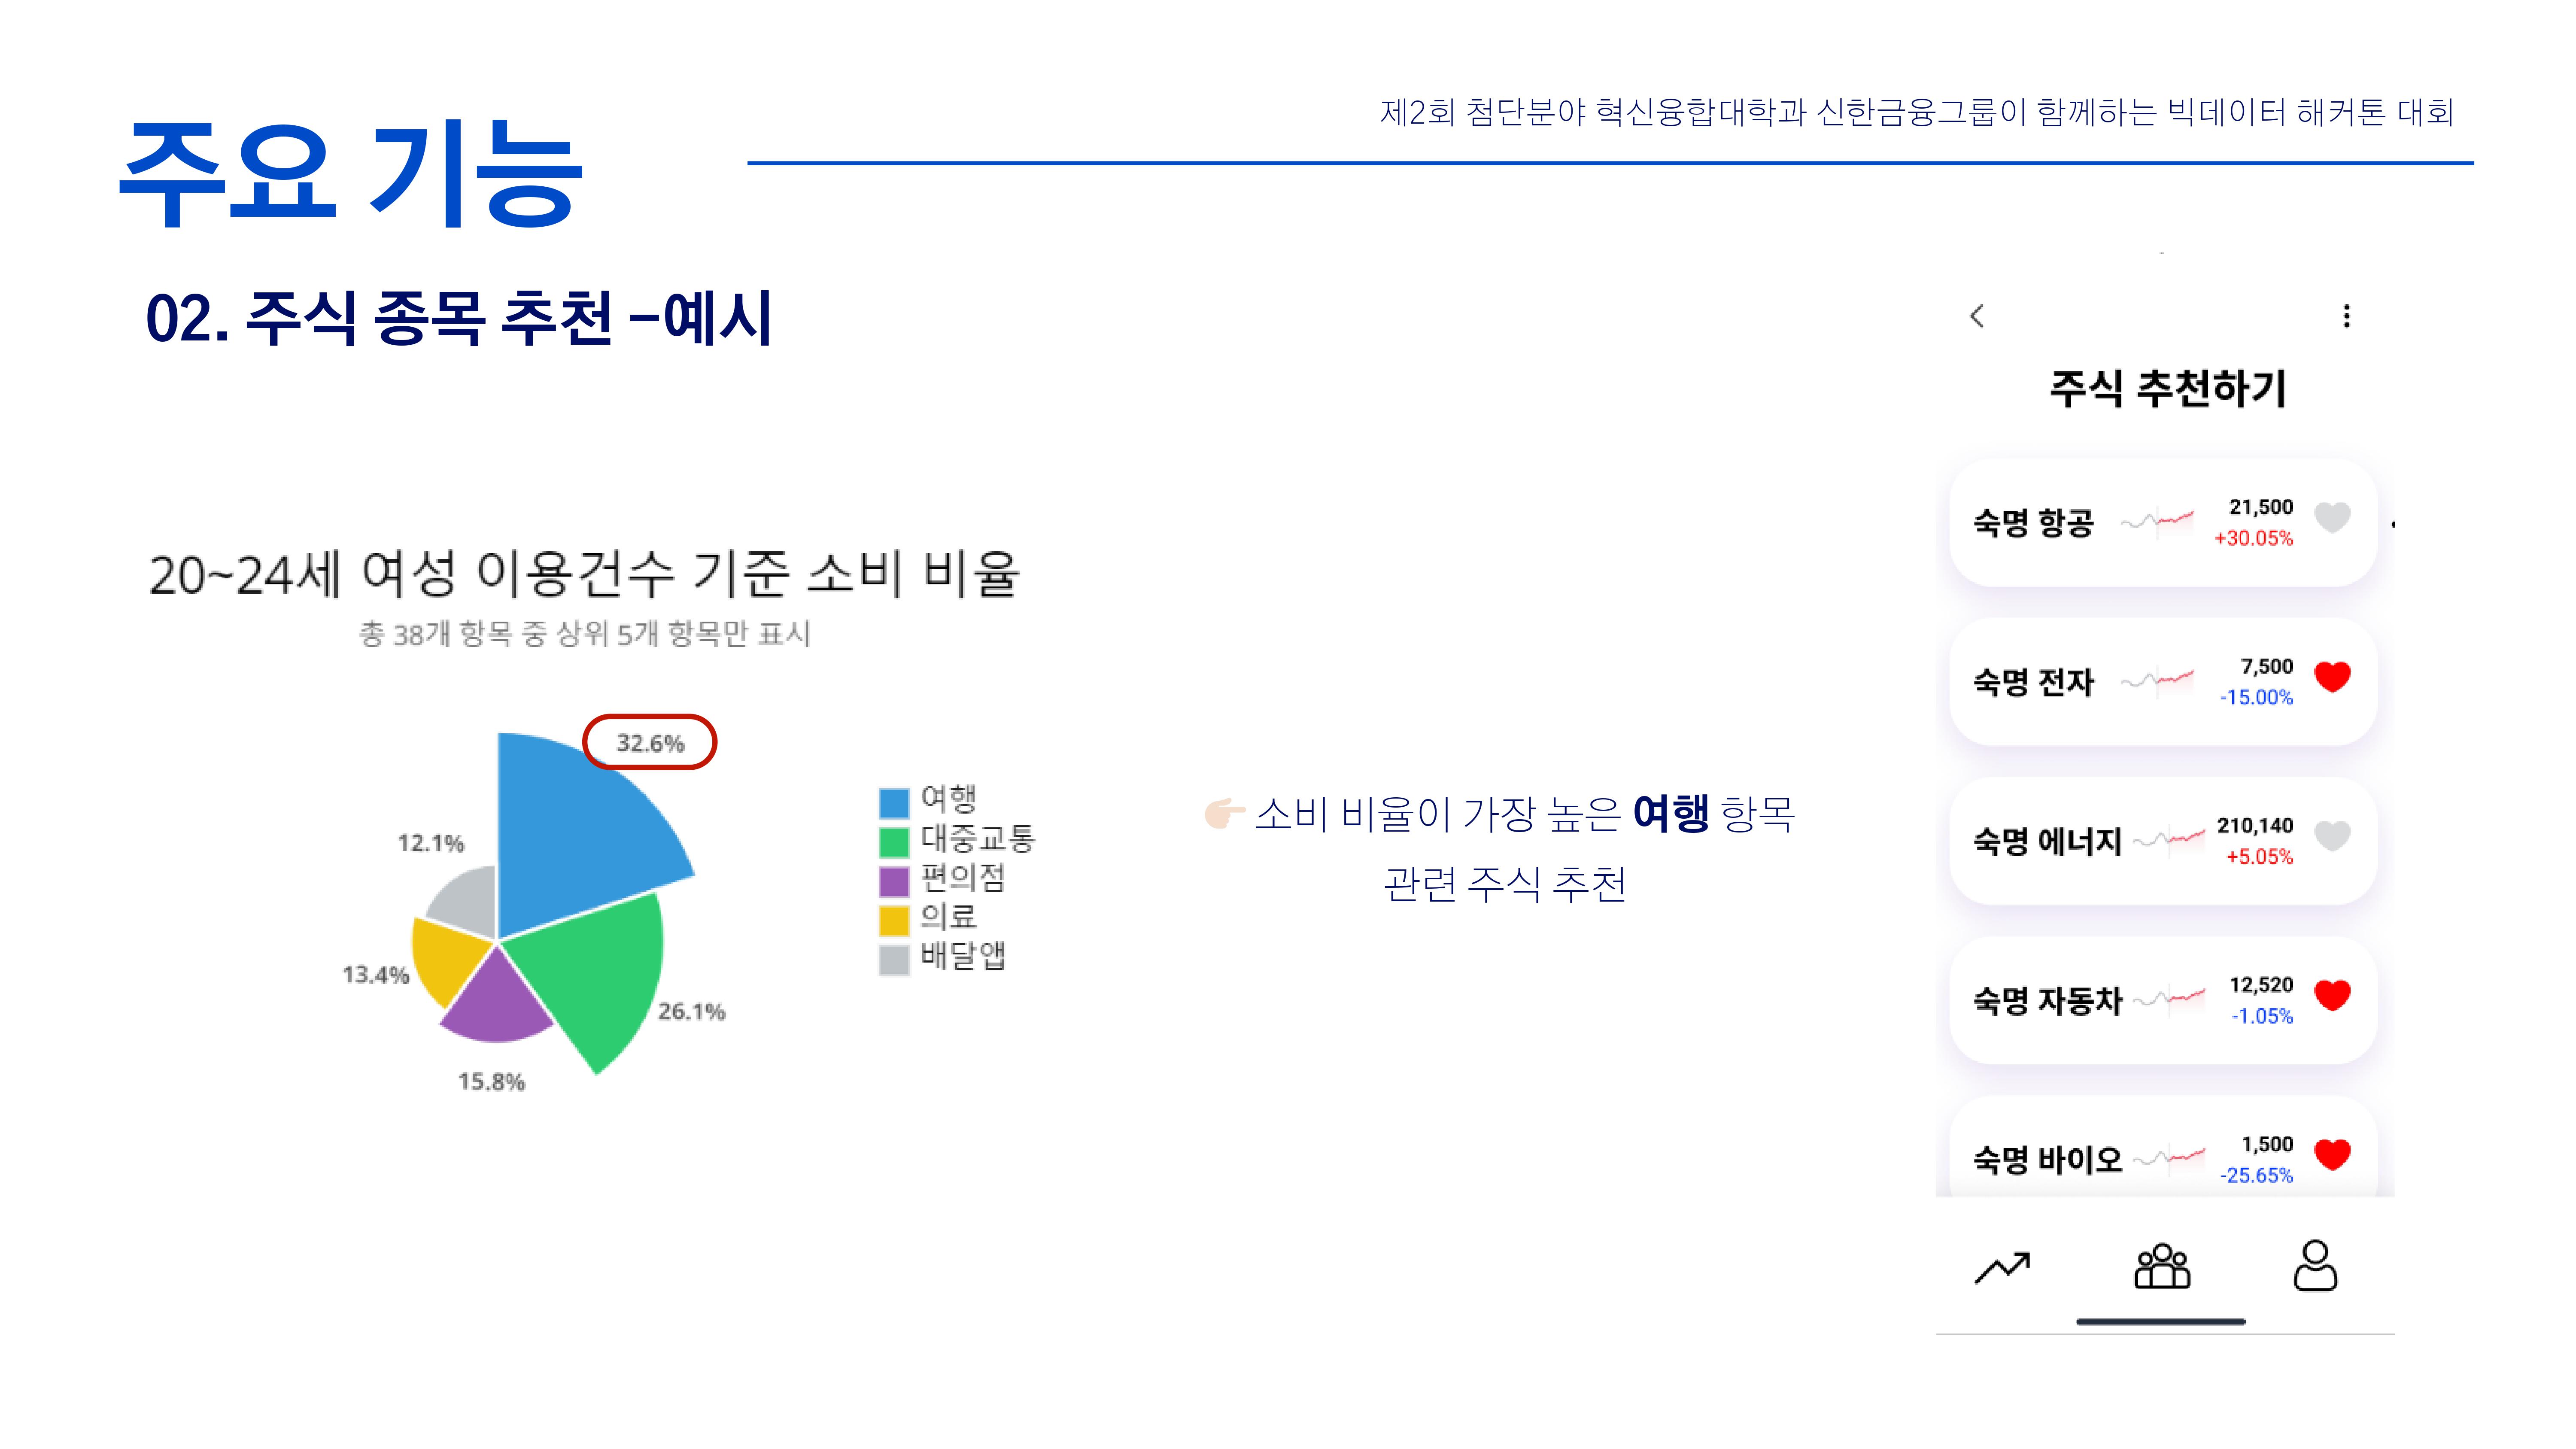 제2회 첨단분야 혁신융합대학과 신한금융그룹이 함께하는 빅데이터 해커톤 대회
주요 기능
02. 주식 종목 추천 –예시
20~24세 여성 이용건수 기준 소비 비율
총 38개 항목 중 상위 5개 항목만 표시
32.6%
26.1%
15.8%
13.4%
12.1%
여행
대중교통
편의점
의료
배달앱
👉🏻 소비 비율이 가장 높은 여행 항목
관련 주식 추천
주식 추천하기
숙명 항공 21,500
+30.05%
숙명 전자 7,500
-15.00%
숙명 에너지 210,140
+5.05%
숙명 자동차 12,520
-1.05%
숙명 바이오 1,500
-25.65%